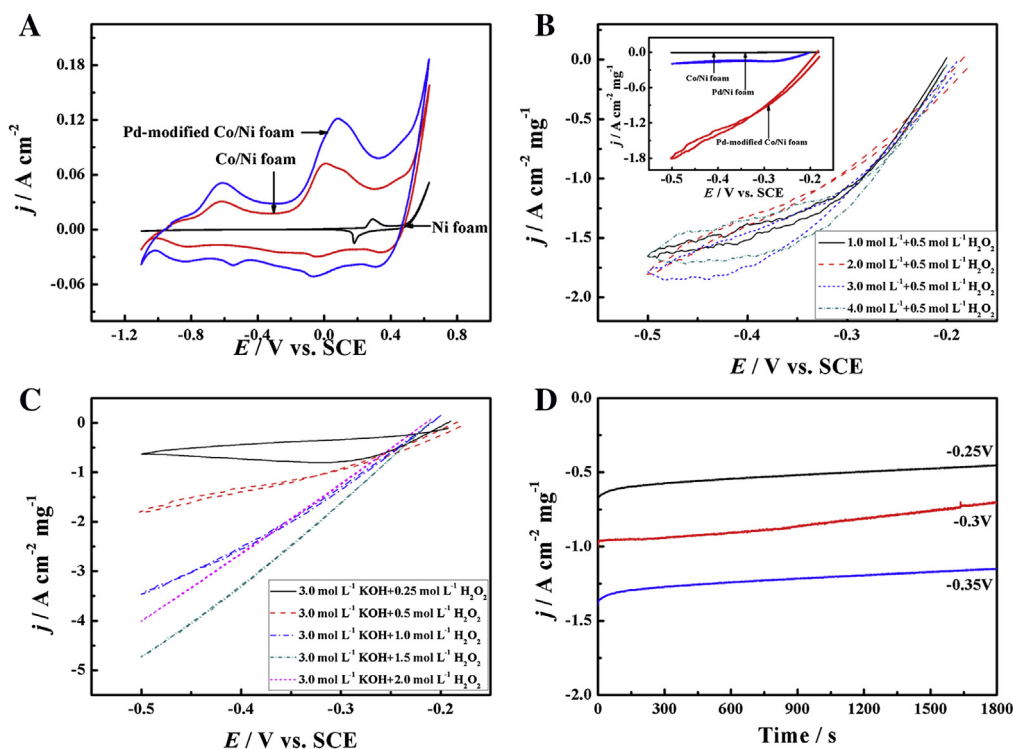 A
0.18
0.12
0.06
0.00
-0.06
j / A cm-2
Pd-modified Co/Ni foam
Co/Ni foam
Ni foam
-1.2
-0.8
-0.4
0.0
0.4
0.8
E / V vs. SCE
B
0.0
-0.5
-1.0
-1.5
-2.0
j / A cm-2 mg-1
0.0
-0.6
-1.2
-1.8
j / A cm-2 mg-1
Co/Ni foam
Pd/Ni foam
Pd-modified Co/Ni foam
-0.5 -0.4 -0.3 -0.2
E / V vs. SCE
1.0 mol L-1+0.5 mol L-1 H2O2
2.0 mol L-1+0.5 mol L-1 H2O2
3.0 mol L-1+0.5 mol L-1 H2O2
4.0 mol L-1+0.5 mol L-1 H2O2
-0.5
-0.4
-0.3
-0.2
E / V vs. SCE
C
0
-1
-2
-3
-4
-5
j / A cm-2 mg-1
3.0 mol L-1 KOH+0.25 mol L-1 H2O2
3.0 mol L-1 KOH+0.5 mol L-1 H2O2
3.0 mol L-1 KOH+1.0 mol L-1 H2O2
3.0 mol L-1 KOH+1.5 mol L-1 H2O2
3.0 mol L-1 KOH+2.0 mol L-1 H2O2
-0.5
-0.4
-0.3
-0.2
E / V vs. SCE
D
0.0
-0.5
-1.0
-1.5
-2.0
j / A cm-2 mg-1
-0.25V
-0.3V
-0.35V
0
300
600
900
1200
1500
1800
Time / s